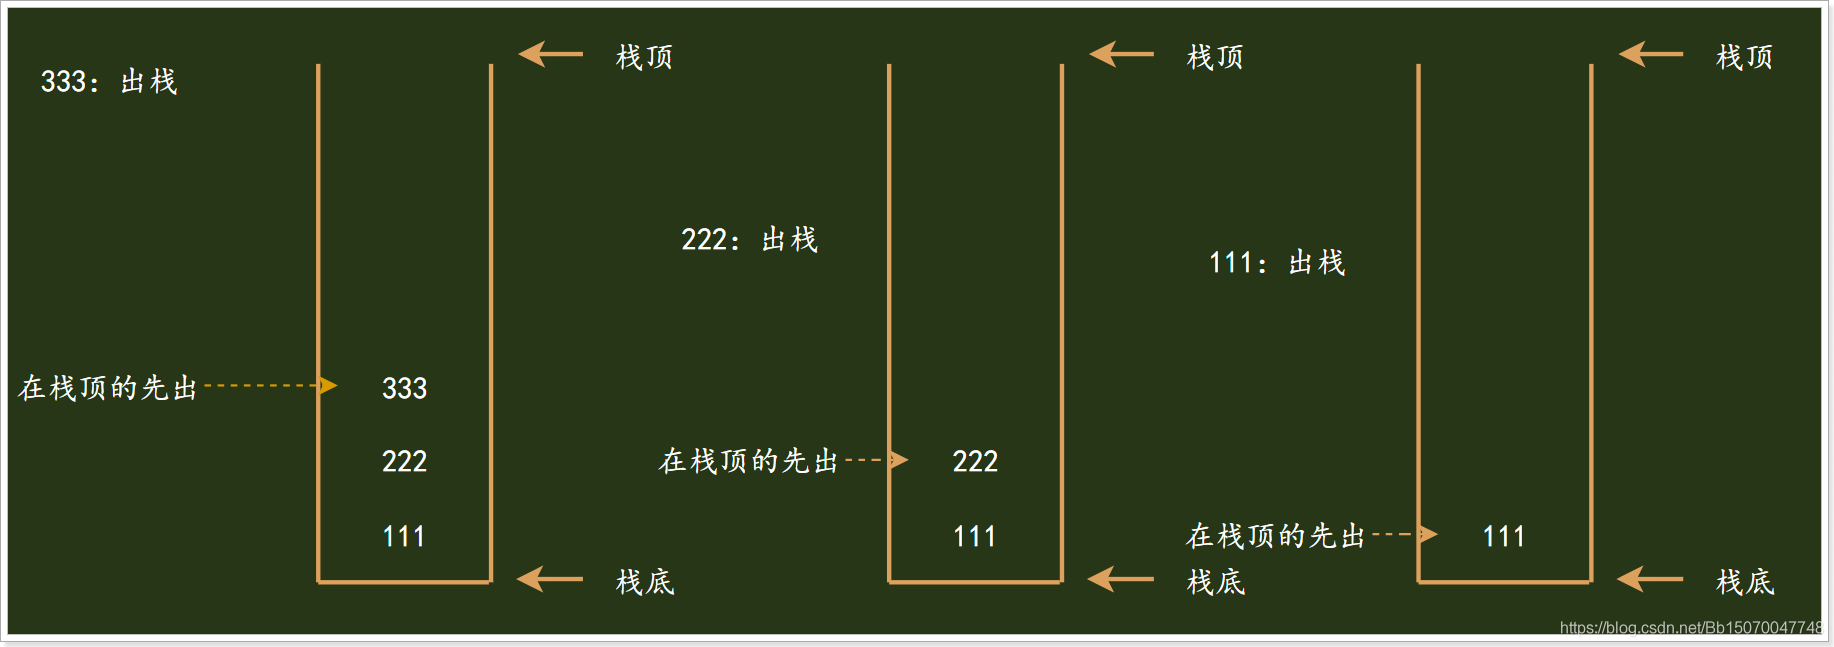 333：出栈
栈顶
在栈顶的先出
333
222
111
栈底
222：出栈
栈顶
在栈顶的先出
222
111
栈底
111：出栈
栈顶
在栈顶的先出
111
栈底
https://blog.csdn.net/Bb15070047748